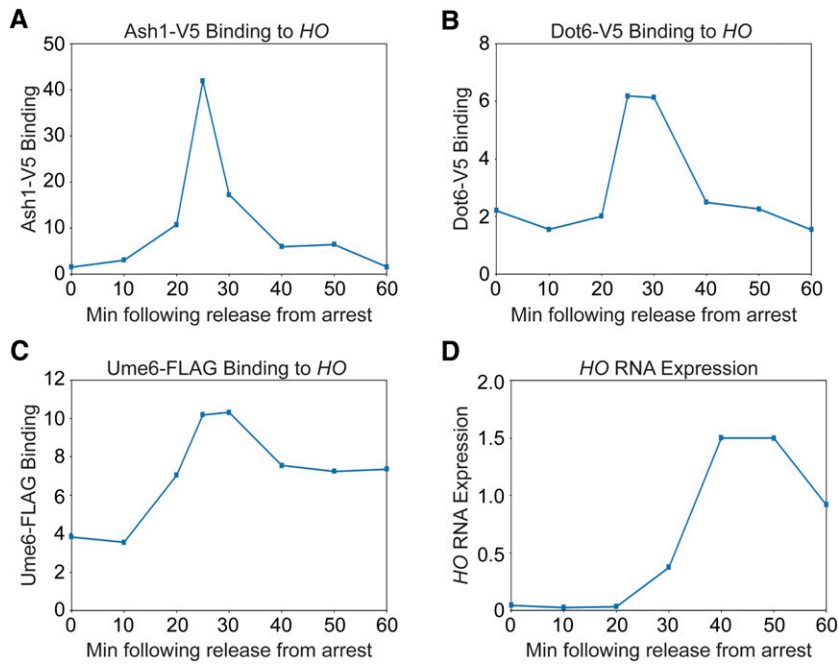 A
Ash1-V5 Binding to HO
Ash1-V5 Binding
50
40
30
20
10
0
0 10 20 30 40 50 60
Min following release from arrest
B
Dot6-V5 Binding to HO
Dot6-V5 Binding
8
6
4
2
0
0 10 20 30 40 50 60
Min following release from arrest
C
Ume6-FLAG Binding to HO
Ume6-FLAG Binding
12
10
8
6
4
2
0
0 10 20 30 40 50 60
Min following release from arrest
D
HO RNA Expression
HO RNA Expression
2.0
1.5
1.0
0.5
0
0 10 20 30 40 50 60
Min following release from arrest